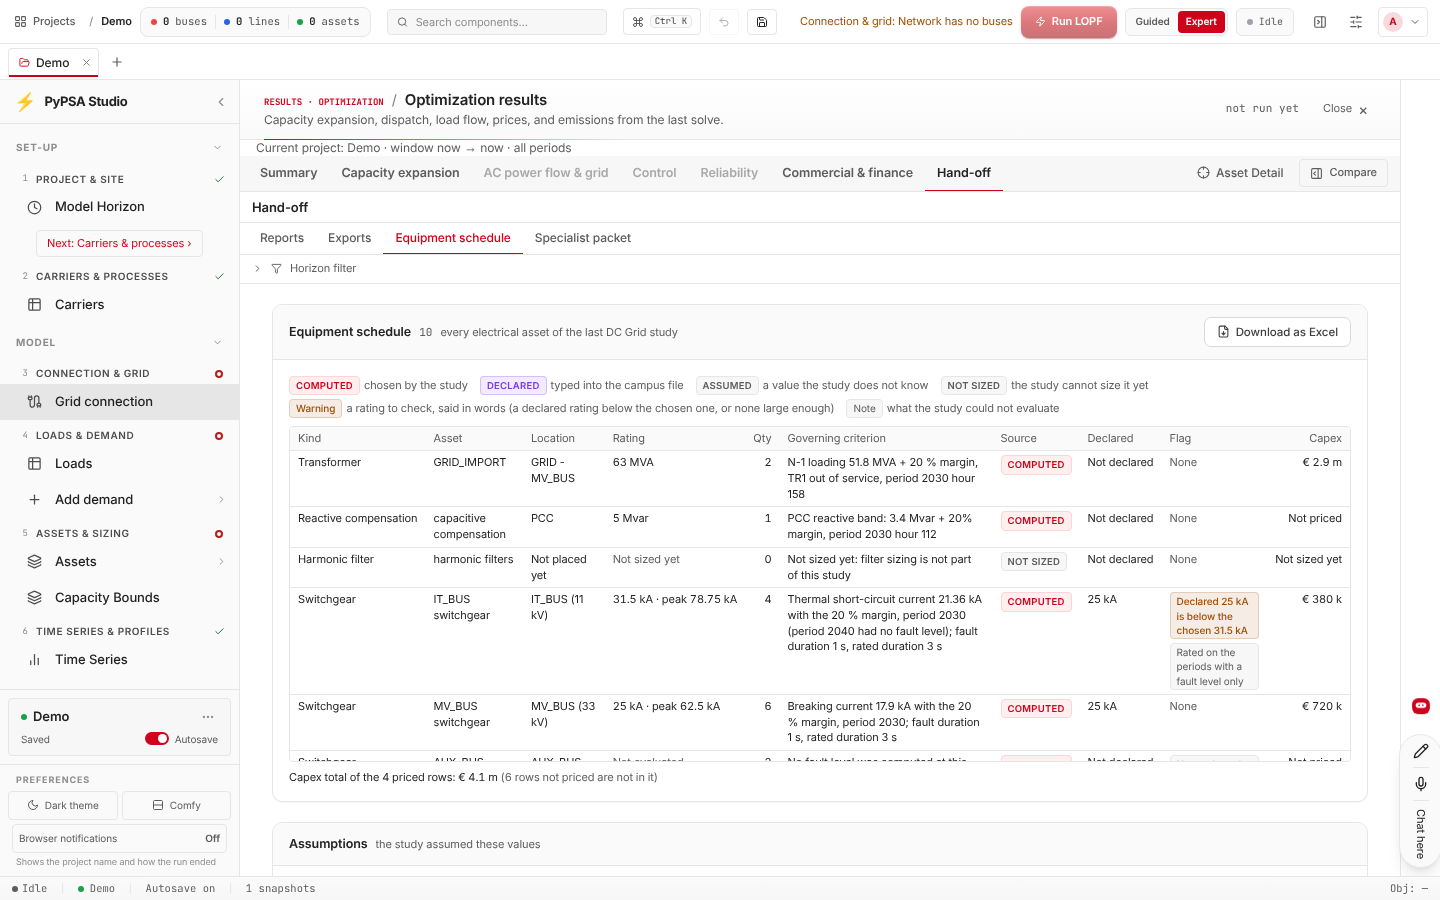 Projects / Demo 0 buses 0 lines 0 assets Search components... ⌘ Ctrl K Connection & grid: Network has no buses Run LOPF Guided Expert Idle A
Demo
PyPSA Studio
SET-UP
1 PROJECT & SITE
Model Horizon
Next: Carriers & processes ›
2 CARRIERS & PROCESSES
Carriers
MODEL
3 CONNECTION & GRID
Grid connection
4 LOADS & DEMAND
Loads
Add demand
5 ASSETS & SIZING
Assets
Capacity Bounds
6 TIME SERIES & PROFILES
Time Series
Demo
Saved Autosave
PREFERENCES
Dark theme Comfy
Browser notifications Off
Shows the project name and how the run ended
RESULTS · OPTIMIZATION / Optimization results
Capacity expansion, dispatch, load flow, prices, and emissions from the last solve.
not run yet Close ×
Current project: Demo · window now → now · all periods
Summary Capacity expansion AC power flow & grid Control Reliability Commercial & finance Hand-off Asset Detail Compare
Hand-off
Reports Exports Equipment schedule Specialist packet
Horizon filter
Equipment schedule 10 every electrical asset of the last DC Grid study Download as Excel
COMPUTED chosen by the study DECLARED typed into the campus file ASSUMED a value the study does not know NOT SIZED the study cannot size it yet
Warning a rating to check, said in words (a declared rating below the chosen one, or none large enough) Note what the study could not evaluate
Kind Asset Location Rating Qty Governing criterion Source Declared Flag Capex
Transformer GRID_IMPORT GRID - 63 MVA 2 N-1 loading 51.8 MVA + 20 % margin, COMPUTED Not declared None € 2.9 m
MV_BUS TR1 out of service, period 2030 hour
158
Reactive compensation capacitive PCC 5 Mvar 1 PCC reactive band: 3.4 Mvar + 20% COMPUTED Not declared None Not priced
compensation margin, period 2030 hour 112
Harmonic filter harmonic filters Not placed Not sized yet 0 Not sized yet: filter sizing is not part NOT SIZED Not declared None Not sized yet
yet of this study
Switchgear IT_BUS IT_BUS (11 31.5 kA · peak 78.75 kA 4 Thermal short-circuit current 21.36 kA COMPUTED 25 kA Declared 25 kA € 380 k
switchgear kV) with the 20 % margin, period 2030 is below the
(period 2040 had no fault level); fault chosen 31.5 kA
duration 1 s, rated duration 3 s Rated on the
periods with a
fault level only
Switchgear MV_BUS MV_BUS (33 25 kA · peak 62.5 kA 6 Breaking current 17.9 kA with the 20 COMPUTED 25 kA None € 720 k
switchgear kV) % margin, period 2030; fault duration
1 s, rated duration 3 s
Capex total of the 4 priced rows: € 4.1 m (6 rows not priced are not in it)
Assumptions the study assumed these values
Chat here
Idle Demo Autosave on 1 snapshots Obj: —